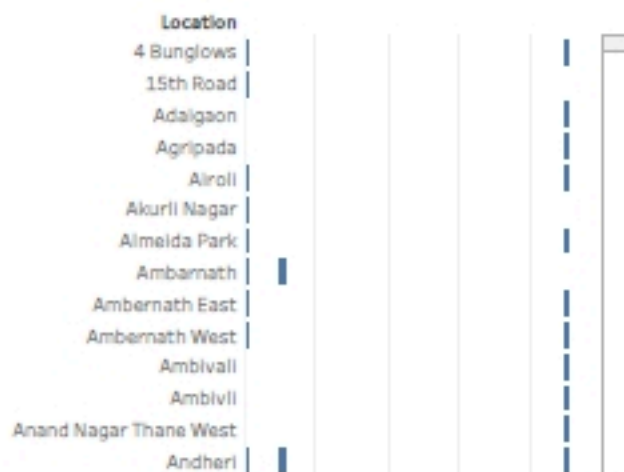 Location
4 Bunglows
15th Road
Adaigaon
Agripada
Airoli
Akurli Nagar
Almeida Park
Ambarnath
Ambernath East
Ambernath West
Ambivali
Ambivli
Anand Nagar Thane West
Andheri